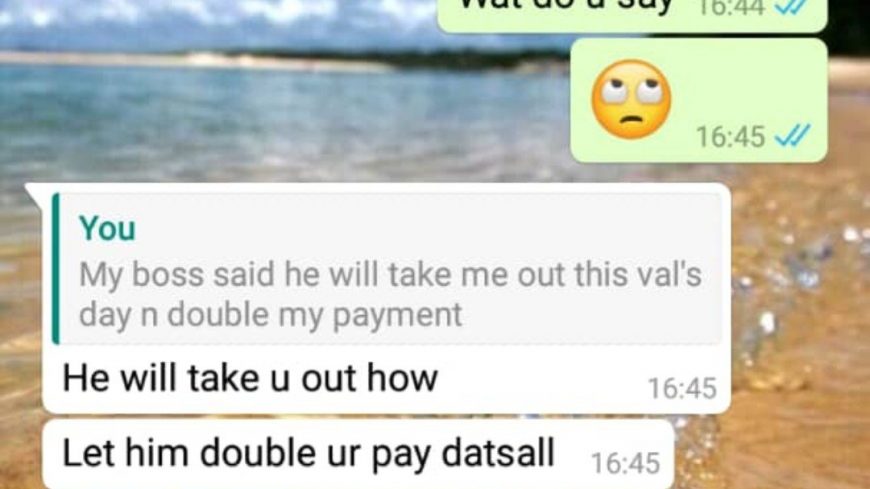 Wat do u say 16:44
16:45
You
My boss said he will take me out this val's
day n double my payment
He will take u out how 16:45
Let him double ur pay datsall 16:45